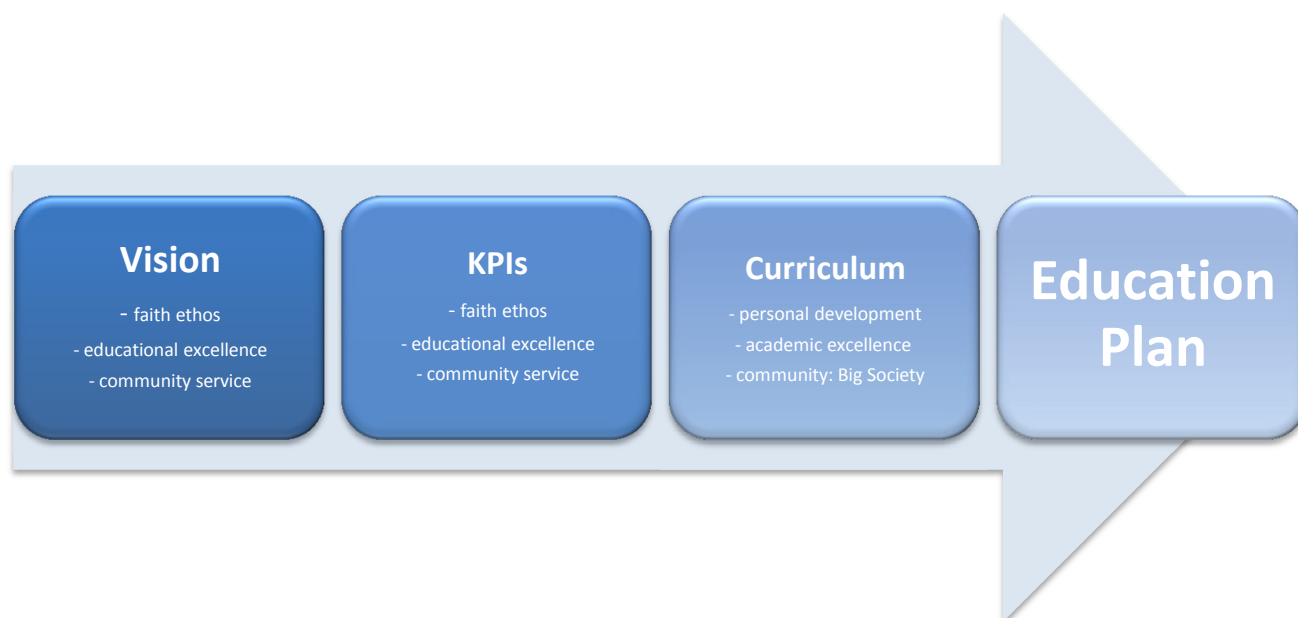 Vision
- faith ethos
- educational excellence
- community service
KPIs
- faith ethos
- educational excellence
- community service
Curriculum
- personal development
- academic excellence
- community: Big Society
Education
Plan